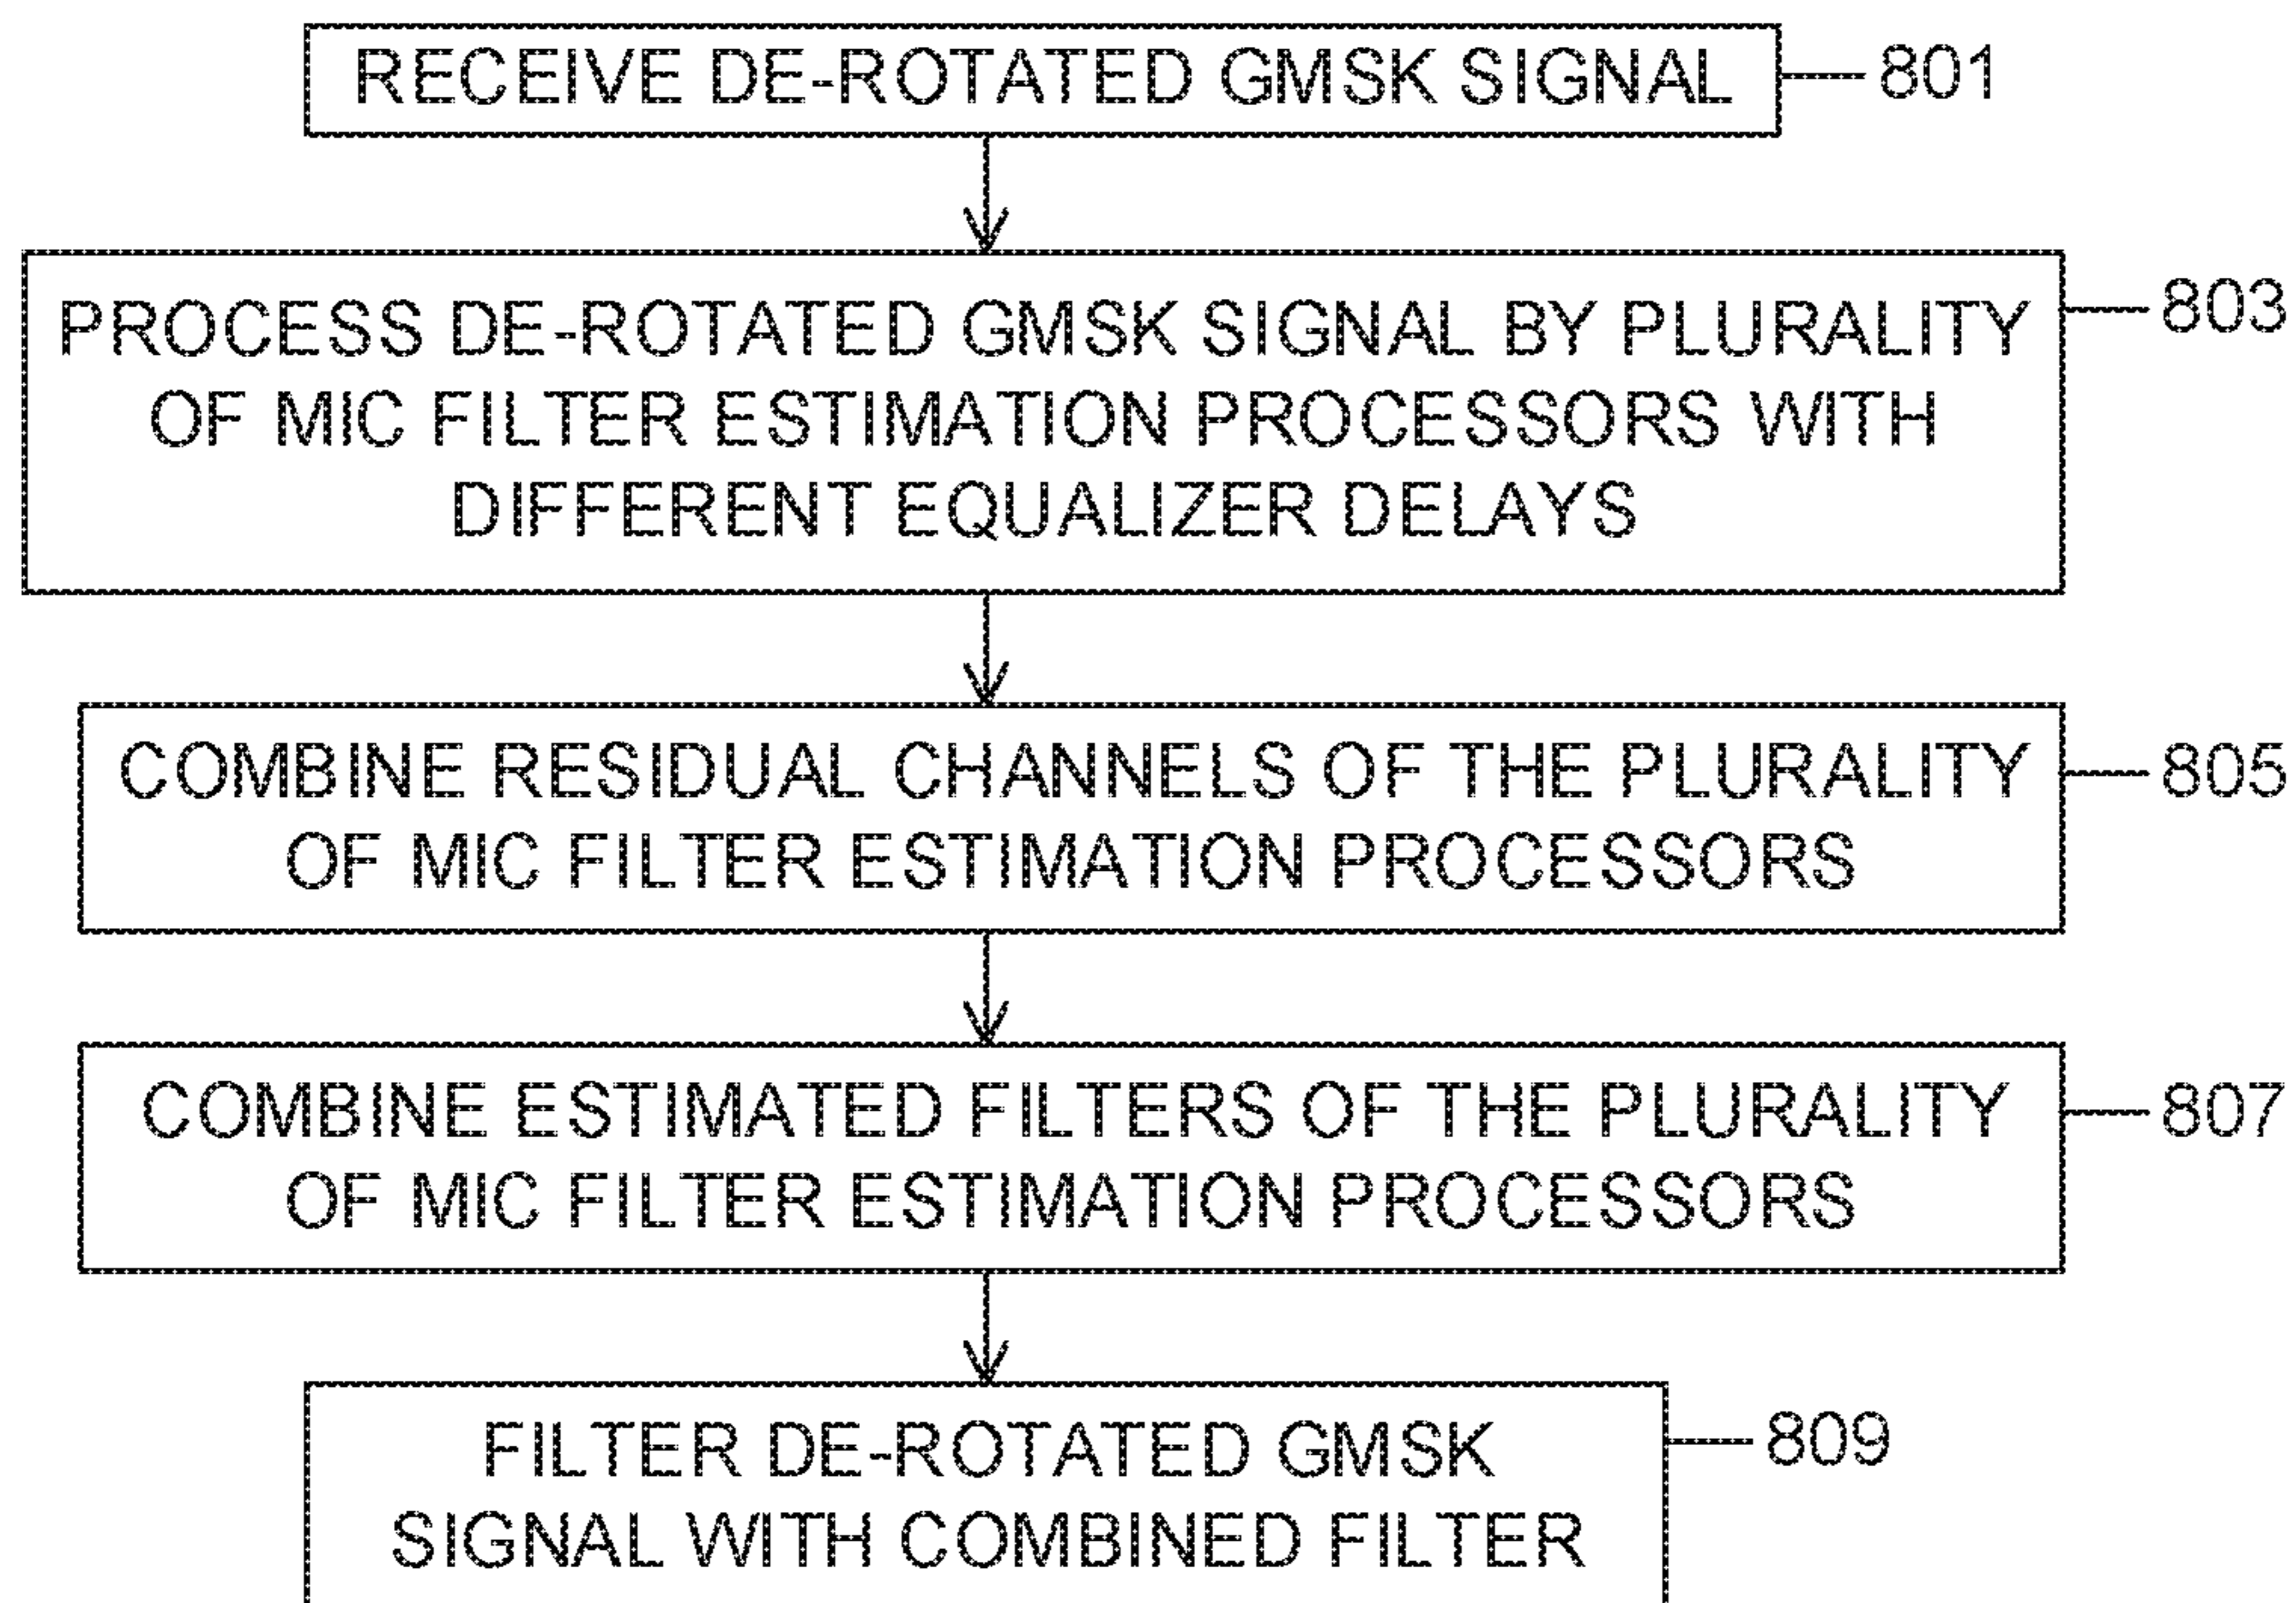 RECEIVE DE-ROTATED GMSK SIGNAL
801
PROCESS DE-ROTATED GMSK SIGNAL BY PLURALITY
OF MIC FILTER ESTIMATION PROCESSORS WITH
DIFFERENT EQUALIZER DELAYS
803
COMBINE RESIDUAL CHANNELS OF THE PLURALITY
OF MIC FILTER ESTIMATION PROCESSORS
805
COMBINE ESTIMATED FILTERS OF THE PLURALITY
OF MIC FILTER ESTIMATION PROCESSORS
807
FILTER DE-ROTATED GMSK
SIGNAL WITH COMBINED FILTER
809